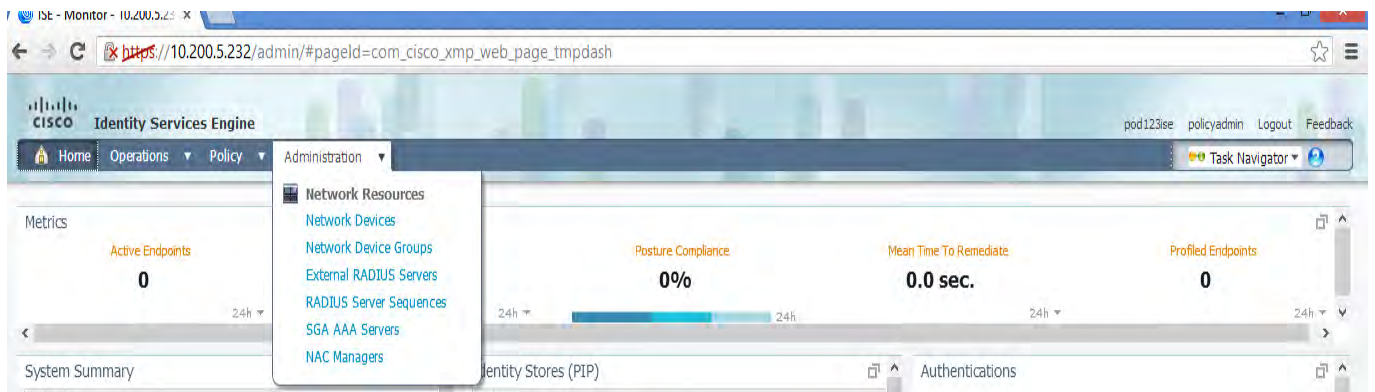 ISE - Monitor - 10.200.5.23 x
https://10.200.5.232/admin/#pageId=com_cisco_xmp_web_page_tmpdash
CISCO Identity Services Engine
pod123ise policyadmin Logout Feedback
Home Operations Policy Administration Task Navigator
Network Resources
Network Devices
Network Device Groups
External RADIUS Servers
RADIUS Server Sequences
SGA AAA Servers
NAC Managers
Metrics
Active Endpoints Posture Compliance Mean Time To Remediate Profiled Endpoints
0 0% 0.0 sec. 0
24h 24h 24h 24h 24h
System Summary Identity Stores (PIP) Authentications